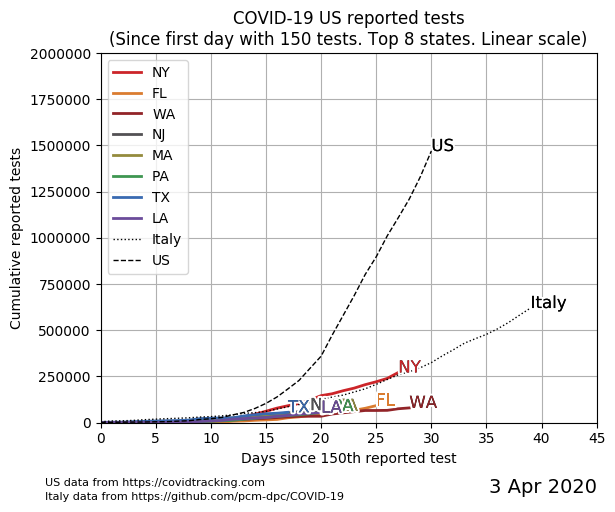 COVID-19 US reported tests
(Since first day with 150 tests. Top 8 states. Linear scale)
Cumulative reported tests
2000000
1750000
1500000
1250000
1000000
750000
500000
250000
0
NY
FL
WA
NJ
MA
PA
TX
LA
Italy
US
US
Italy
NY
TX
LA
FL
WA
0 5 10 15 20 25 30 35 40 45
Days since 150th reported test
US data from https://covidtracking.com
Italy data from https://github.com/pcm-dpc/COVID-19
3 Apr 2020